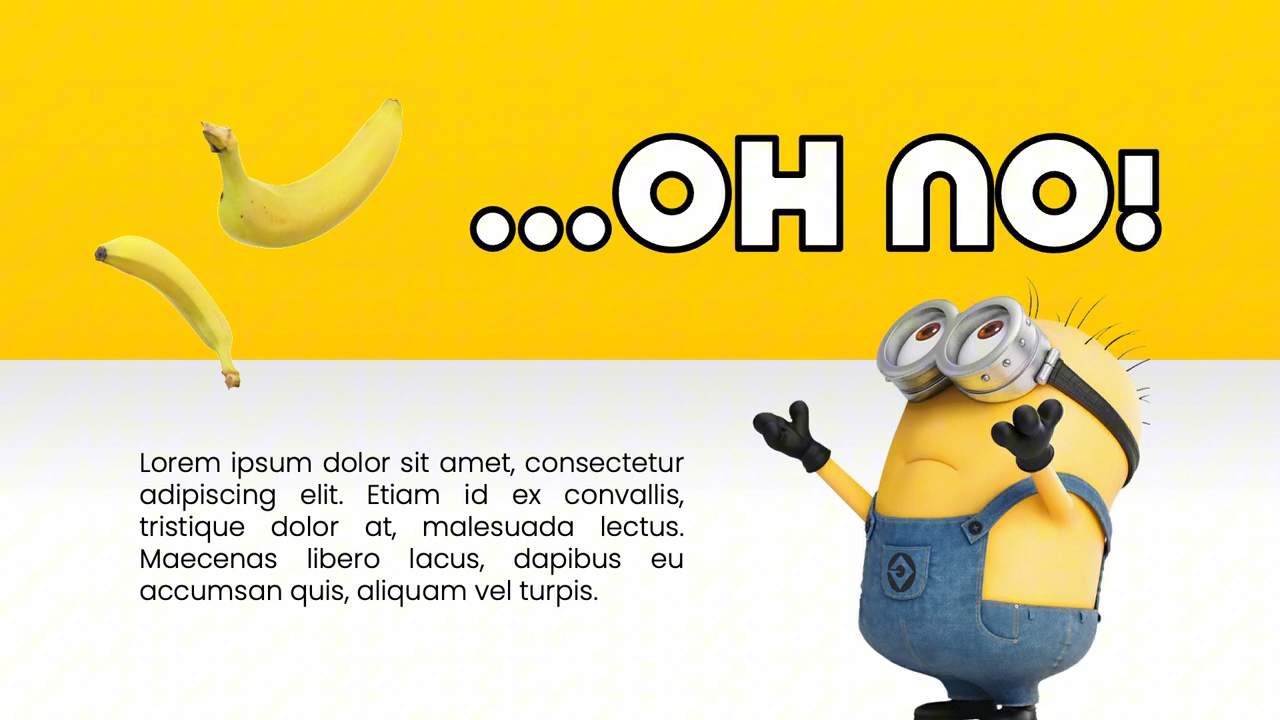 ...OH NO!
Lorem ipsum dolor sit amet, consectetur
adipiscing elit. Etiam id ex convallis,
tristique dolor at, malesuada lectus.
Maecenas libero lacus, dapibus eu
accumsan quis, aliquam vel turpis.